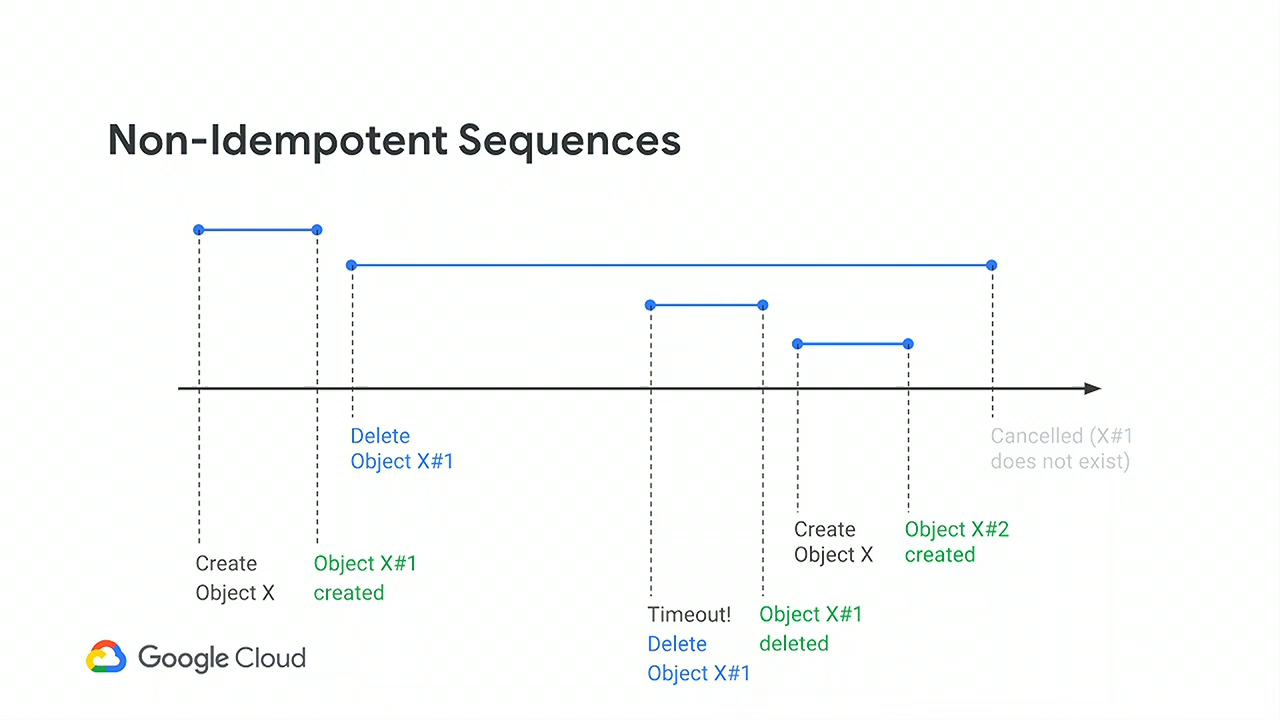 Non-Idempotent Sequences
Delete
Object X#1
Cancelled (X#1
does not exist)
Create
Object X
Object X#2
created
Create
Object X
Object X#1
created
Timeout!
Delete
Object X#1
Object X#1
deleted
Google Cloud